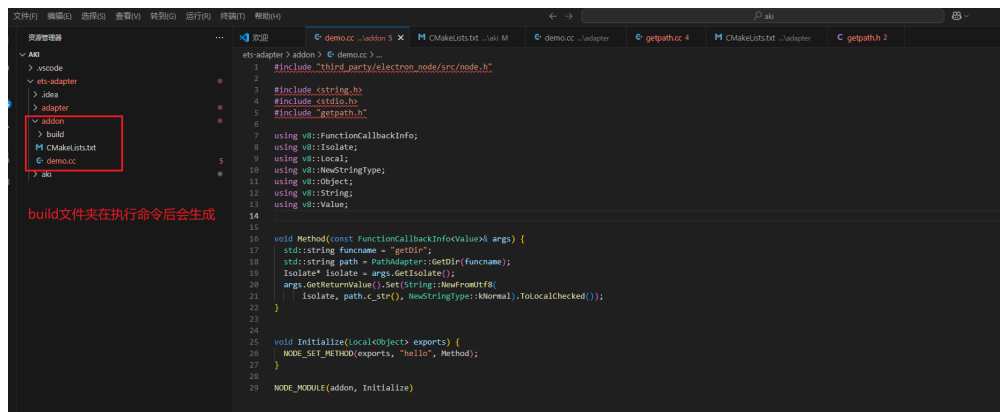 文件(F) 编辑(E) 选择(S) 查看(V) 转到(G) 运行(R) 终端(T) 帮助(H) aki
资源管理器 ... 欢迎 demo.cc ...\addon 5 CMakeLists.txt ...\aki M demo.cc ...\adapter getpath.cc 4 CMakeLists.txt ...\adapter getpath.h 2
AKI
.vscode
ets-adapter
.idea
adapter
addon
build
CMakeLists.txt
demo.cc 5
aki
build文件夹在执行命令后会生成
ets-adapter > addon > demo.cc > ...
1 #include "third_party/electron_node/src/node.h"
2
3 #include <string.h>
4 #include <stdio.h>
5 #include "getpath.h"
6
7 using v8::FunctionCallbackInfo;
8 using v8::Isolate;
9 using v8::Local;
10 using v8::NewStringType;
11 using v8::Object;
12 using v8::String;
13 using v8::Value;
14
15
16 void Method(const FunctionCallbackInfo<Value>& args) {
17 std::string funcname = "getDir";
18 std::string path = PathAdapter::GetDir(funcname);
19 Isolate* isolate = args.GetIsolate();
20 args.GetReturnValue().Set(String::NewFromUtf8(
21 isolate, path.c_str(), NewStringType::kNormal).ToLocalChecked());
22 }
23
24
25 void Initialize(Local<Object> exports) {
26 NODE_SET_METHOD(exports, "hello", Method);
27 }
28
29 NODE_MODULE(addon, Initialize)